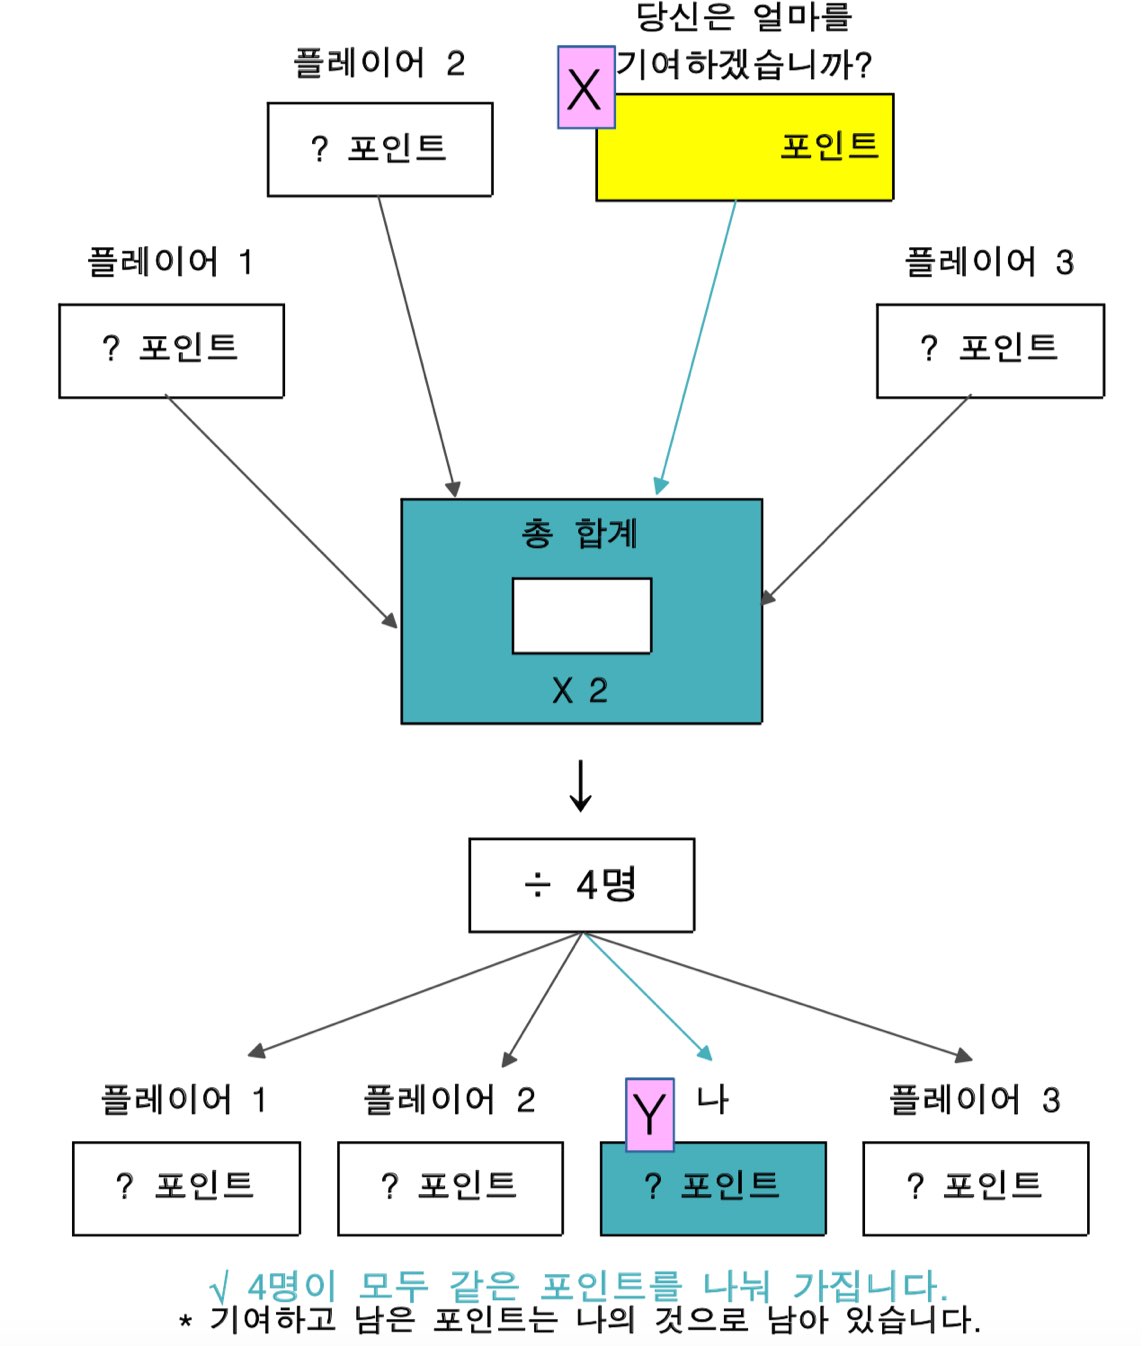 당신은 얼마를
기여하겠습니까?
플레이어 2
X
? 포인트
포인트
플레이어 1
플레이어 3
? 포인트
? 포인트
총 합계
X 2
↓
÷ 4명
플레이어 1
플레이어 2
Y
나
플레이어 3
? 포인트
? 포인트
? 포인트
? 포인트
√ 4명이 모두 같은 포인트를 나눠 가집니다.
* 기여하고 남은 포인트는 나의 것으로 남아 있습니다.